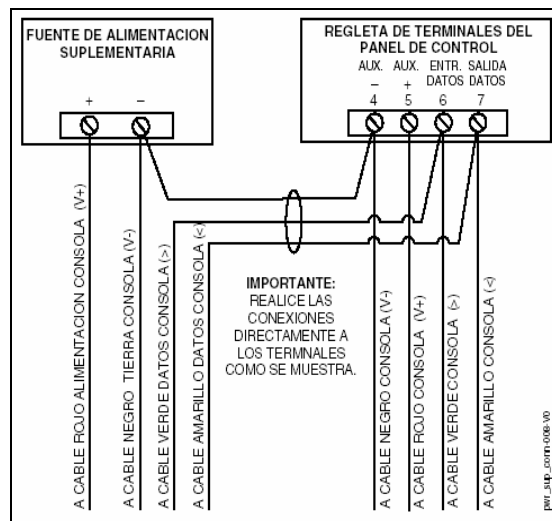 FUENTE DE ALIMENTACION
SUPLEMENTARIA
+ –
REGLETA DE TERMINALES DEL
PANEL DE CONTROL
AUX. AUX. ENTR. SALIDA
DATOS DATOS
– +
4 5 6 7
A CABLE ROJO ALIMENTACION CONSOLA (V+)
A CABLE NEGRO TIERRA CONSOLA (V-)
A CABLE VERDE DATOS CONSOLA (>)
A CABLE AMARILLO DATOS CONSOLA (<)
IMPORTANTE:
REALICE LAS
CONEXIONES
DIRECTAMENTE A
LOS TERMNALES
COMO SE MUESTRA.
A CABLE NEGRO CONSOLA (V-)
A CABLE ROJO CONSOLA (V+)
A CABLE VERDE CONSOLA (>)
A CABLE AMARILLO CONSOLA (<)
pwr_sup_conn-008-V0